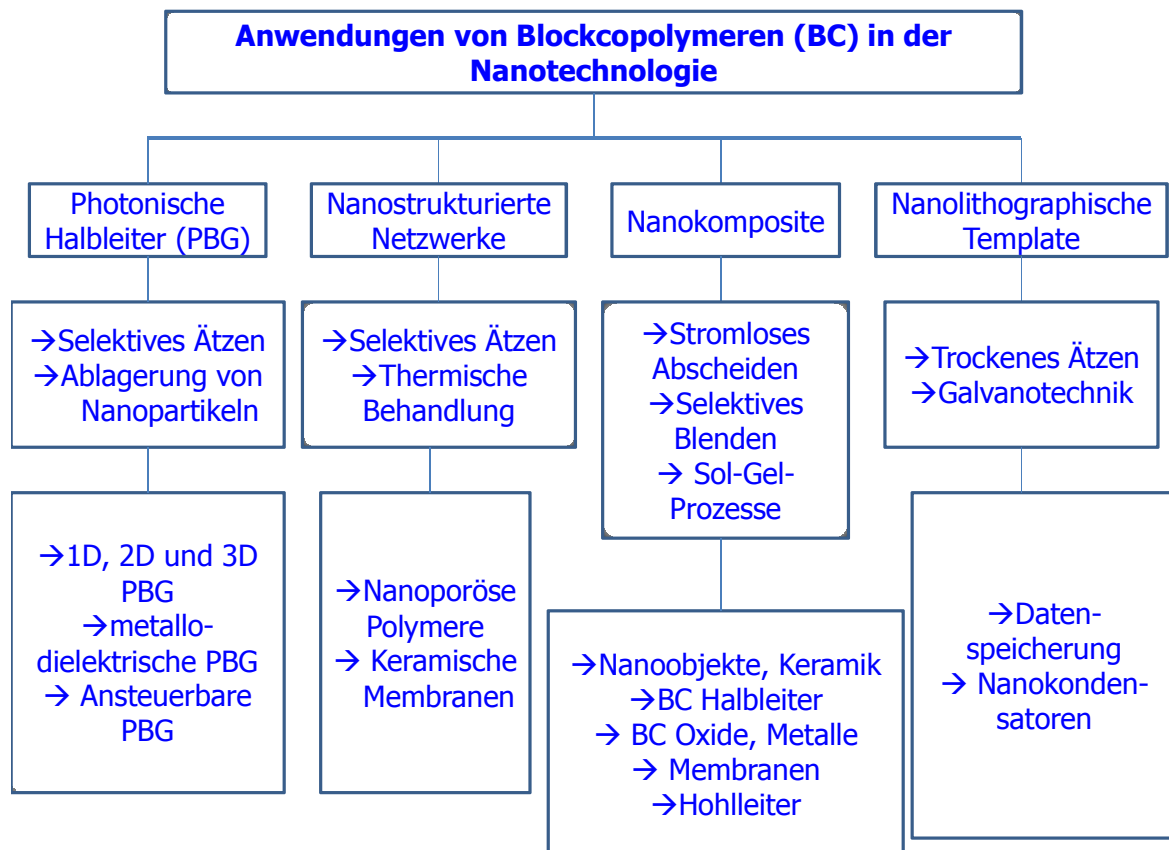 Anwendungen von Blockcopolymeren (BC) in der
Nanotechnologie
Photonische
Halbleiter (PBG)
Nanostrukturierte
Netzwerke
Nanokomposite
Nanolithographische
Template
→Selektives Ätzen
→Ablagerung von
Nanopartikeln
→Selektives Ätzen
→Thermische
Behandlung
→Stromloses
Abscheiden
→Selektives
Blenden
→ Sol-Gel-
Prozesse
→Trockenes Ätzen
→Galvanotechnik
→1D, 2D und 3D
PBG
→metallo-
dielektrische PBG
→ Ansteuerbare
PBG
→Nanoporöse
Polymere
→ Keramische
Membranen
→Nanoobjekte, Keramik
→BC Halbleiter
→ BC Oxide, Metalle
→ Membranen
→Hohlleiter
→Daten-
speicherung
→ Nanokonden-
satoren